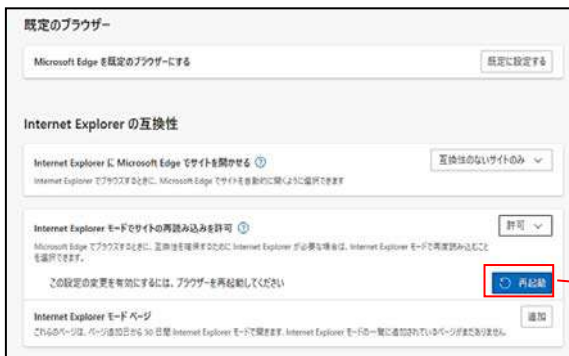 既定のブラウザー
Microsoft Edge を既定のブラウザーにする
既定に設定する
Internet Explorer の互換性
Internet Explorer に Microsoft Edge でサイトを開かせる ?
互換性のないサイトのみ
Internet Explorer でブラウズするときに、Microsoft Edge でサイトを自動的に開くように選択できます
Internet Explorer モードでサイトの再読み込みを許可 ?
許可
Microsoft Edge でブラウズするときに、互換性を確保するために Internet Explorer が必要な場合は、Internet Explorer モードで再度読み込むこと
を選択できます。
この設定の変更を有効にするには、ブラウザーを再起動してください
再起動
Internet Explorer モード ページ
追加
これらのページは、ページ追加日から 30 日間 Internet Explorer モードで開きます。Internet Explorer モードの一覧に追加されているページがまだありません。